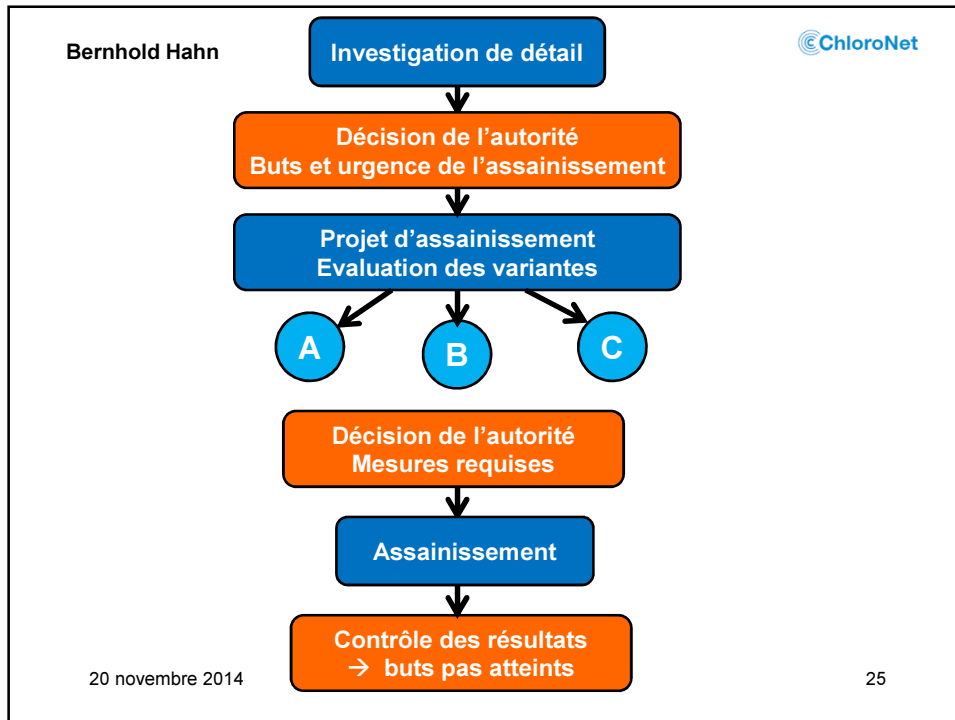 Bernhold Hahn
ChloroNet
Investigation de détail
Décision de l'autorité
Buts et urgence de l'assainissement
Projet d'assainissement
Evaluation des variantes
A
B
C
Décision de l'autorité
Mesures requises
Assainissement
Contrôle des résultats
→ buts pas atteints
20 novembre 2014
25